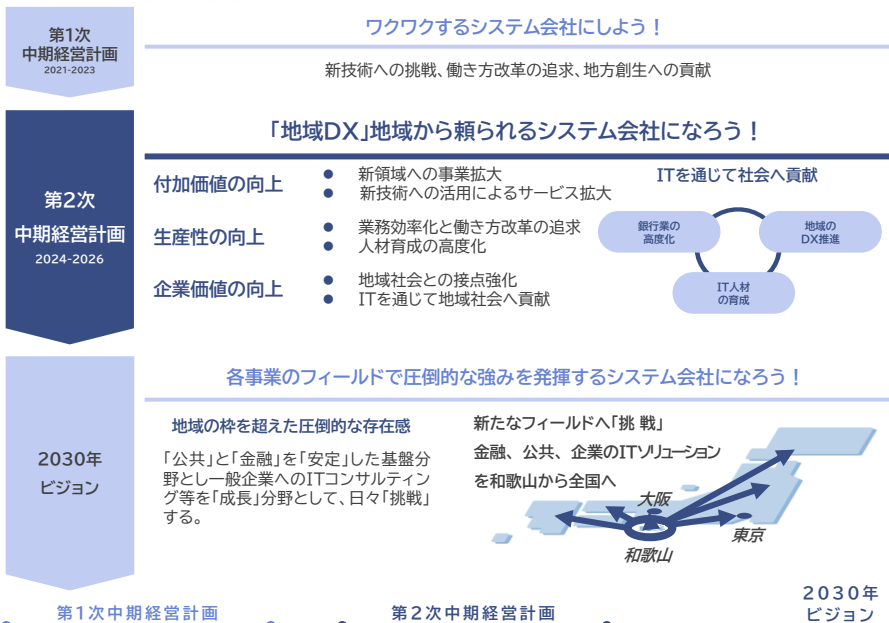 第1次
中期経営計画
2021-2023
ワクワクするシステム会社にしよう！
新技術への挑戦、働き方改革の追求、地方創生への貢献
第2次
中期経営計画
2024-2026
「地域DX」地域から頼られるシステム会社になろう！
付加価値の向上
● 新領域への事業拡大
● 新技術への活用によるサービス拡大
生産性の向上
● 業務効率化と働き方改革の追求
● 人材育成の高度化
企業価値の向上
● 地域社会との接点強化
● ITを通じて地域社会へ貢献
ITを通じて社会へ貢献
銀行業の
高度化
地域の
DX推進
IT人材
の育成
2030年
ビジョン
各事業のフィールドで圧倒的な強みを発揮するシステム会社になろう！
地域の枠を超えた圧倒的な存在感
「公共」と「金融」を「安定」した基盤分
野とし一般企業へのITコンサルティン
グ等を「成長」分野として、日々「挑戦」
する。
新たなフィールドへ「挑 戦」
金融、公共、企業のITソリューション
を和歌山から全国へ
大阪
東京
和歌山
第1次中期経営計画
第2次中期経営計画
2030年
ビジョン